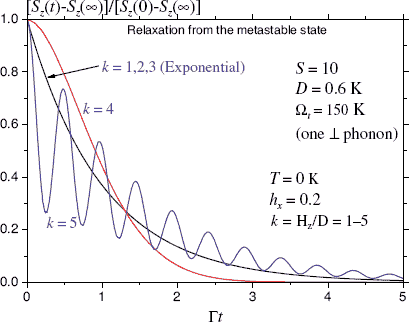 [S_z(t)-S_z(∞)]/[S_z(0)-S_z(∞)]
1.0
Relaxation from the metastable state
k = 1,2,3 (Exponential)
S = 10
D = 0.6 K
Ω_t = 150 K
(one ⊥ phonon)
0.8
k = 4
0.6
0.4
T = 0 K
h_x = 0.2
k = H_z/D = 1–5
k = 5
0.2
0.0
0 1 2 3 4 5
Γt